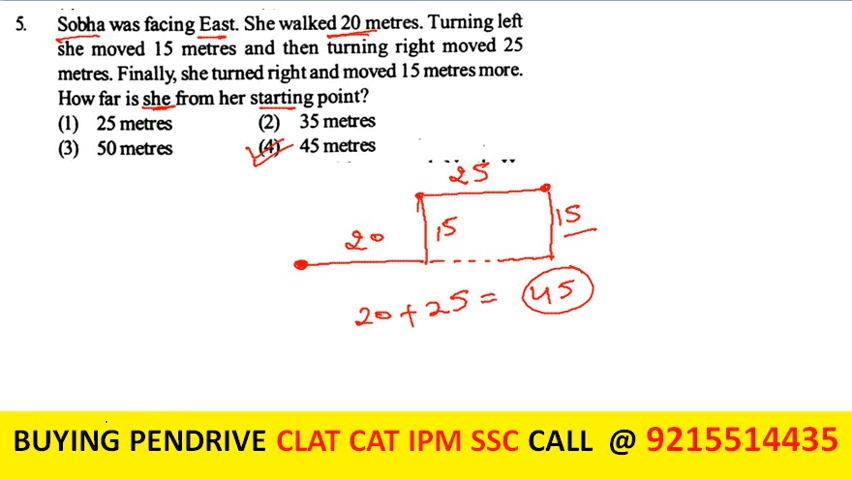 5. Sobha was facing East. She walked 20 metres. Turning left
she moved 15 metres and then turning right moved 25
metres. Finally, she turned right and moved 15 metres more.
How far is she from her starting point?
(1) 25 metres (2) 35 metres
(3) 50 metres (4) 45 metres
25
20 15 15
20 + 25 = 45
BUYING PENDRIVE CLAT CAT IPM SSC CALL @ 9215514435